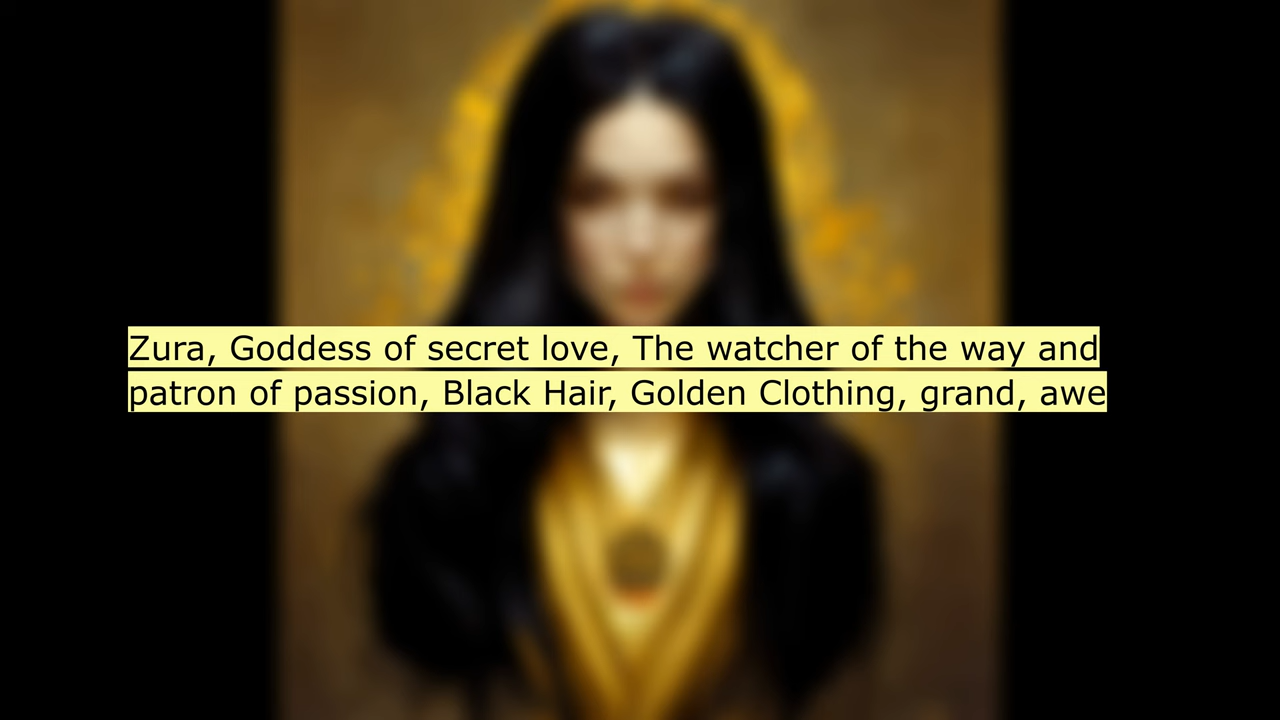 Zura, Goddess of secret love, The watcher of the way and
patron of passion, Black Hair, Golden Clothing, grand, awe